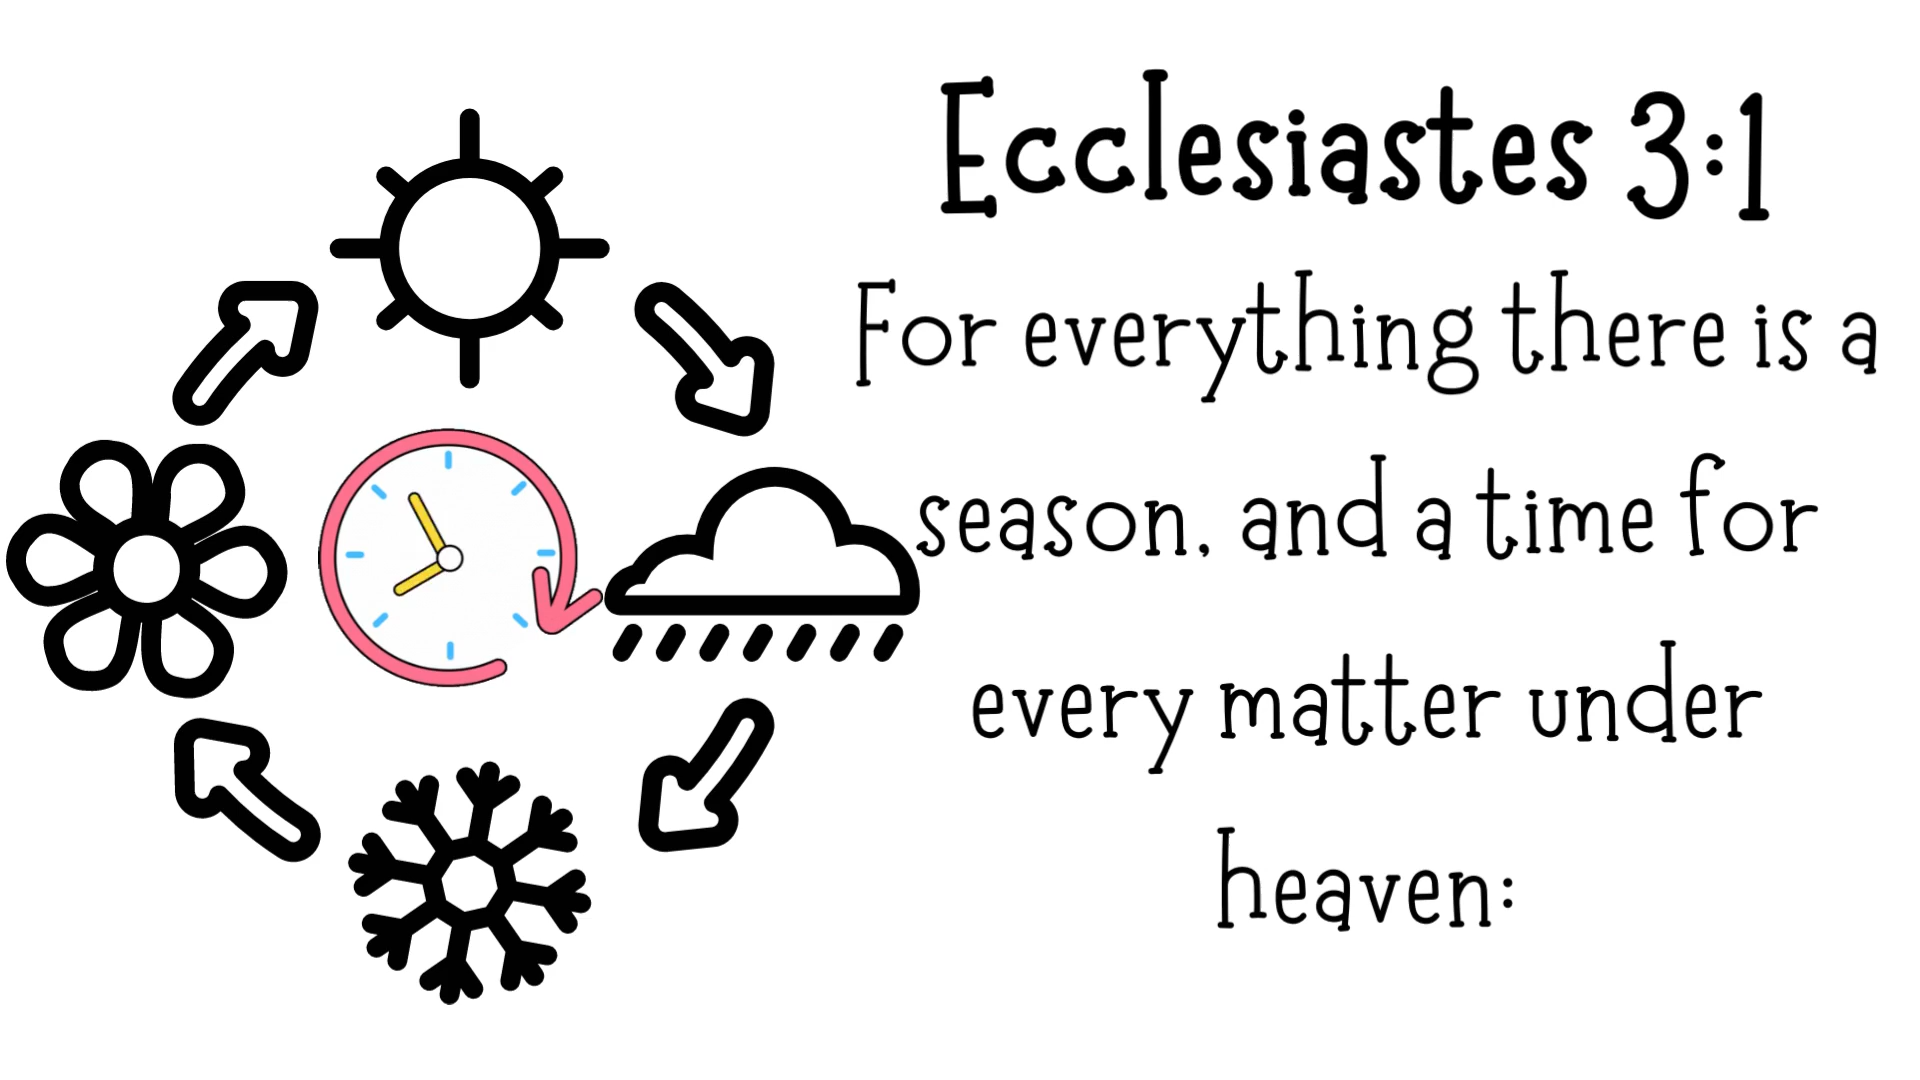 Ecclesiastes 3:1
For everything there is a
season, and a time for
every matter under
heaven: